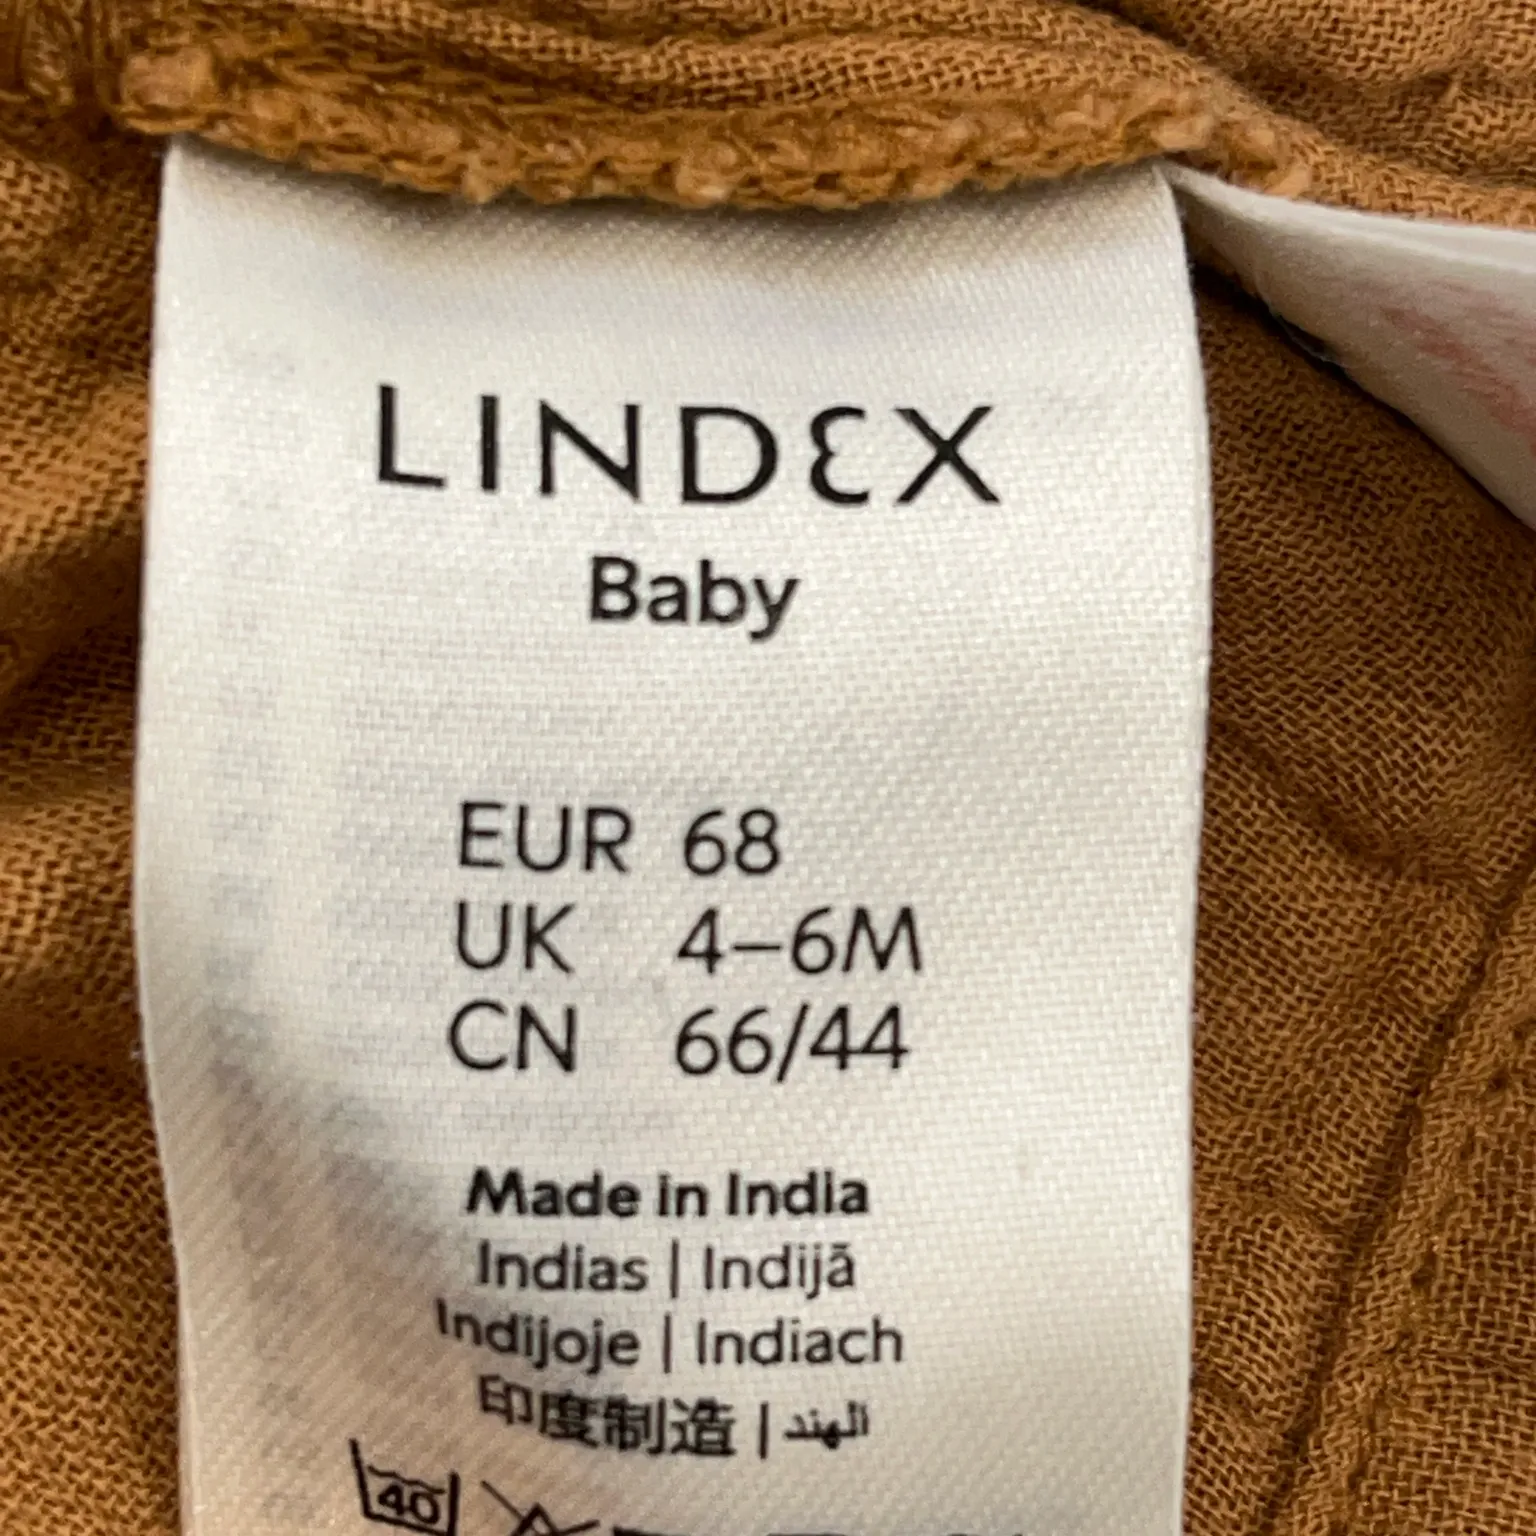 LINDEX
Baby
EUR 68
UK 4–6M
CN 66/44
Made in India
Indias | Indijā
Indijoje | Indiach
印度制造 | الهند
40